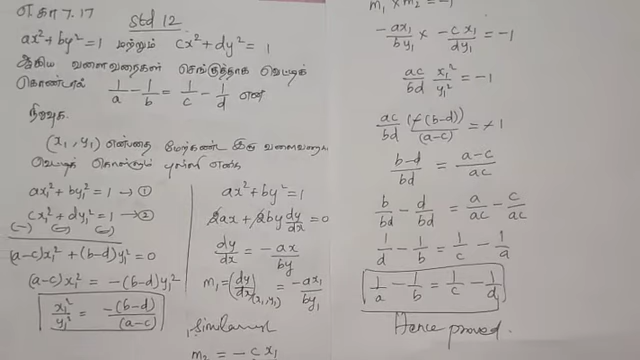 எகா 7.17
Std 12
ax² + by² = 1 மற்றும் cx² + dy² = 1
ஆகிய வளைவரைகள் செங்குத்தாக வெட்டிக்
கொண்டால் 1/a − 1/b = 1/c − 1/d என
நிறுவுக.
(x₁, y₁) என்பதை மேற்கண்ட இரு வளைவரை
வெட்டிக் கொள்ளும் புள்ளி என்க
ax₁² + by₁² = 1 → ①
cx₁² + dy₁² = 1 → ②
(−) (−) (−)
(a−c)x₁² + (b−d)y₁² = 0
(a−c)x₁² = −(b−d)y₁²
x₁²/y₁² = −(b−d)/(a−c)
ax² + by² = 1
2ax + 2by dy/dx = 0
dy/dx = −ax/by
m₁ = (dy/dx)(x₁, y₁) = −ax₁/by₁
m₂ = −cx₁
m₁ × m₂ = −1
−ax₁/by₁ × −cx₁/dy₁ = −1
ac/bd x₁²/y₁² = −1
ac/bd (−(b−d))/(a−c) = −1
b−d/bd = a−c/ac
b/bd − d/bd = a/ac − c/ac
1/d − 1/b = 1/c − 1/a
1/a − 1/b = 1/c − 1/d
Hence proved.